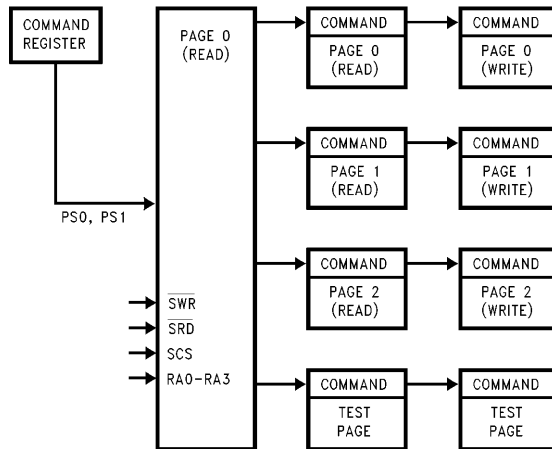 COMMAND
REGISTER
PAGE 0
(READ)
PS0, PS1
SWR
SRD
SCS
RA0-RA3
COMMAND
PAGE 0
(READ)
COMMAND
PAGE 0
(WRITE)
COMMAND
PAGE 1
(READ)
COMMAND
PAGE 1
(WRITE)
COMMAND
PAGE 2
(READ)
COMMAND
PAGE 2
(WRITE)
COMMAND
TEST
PAGE
COMMAND
TEST
PAGE